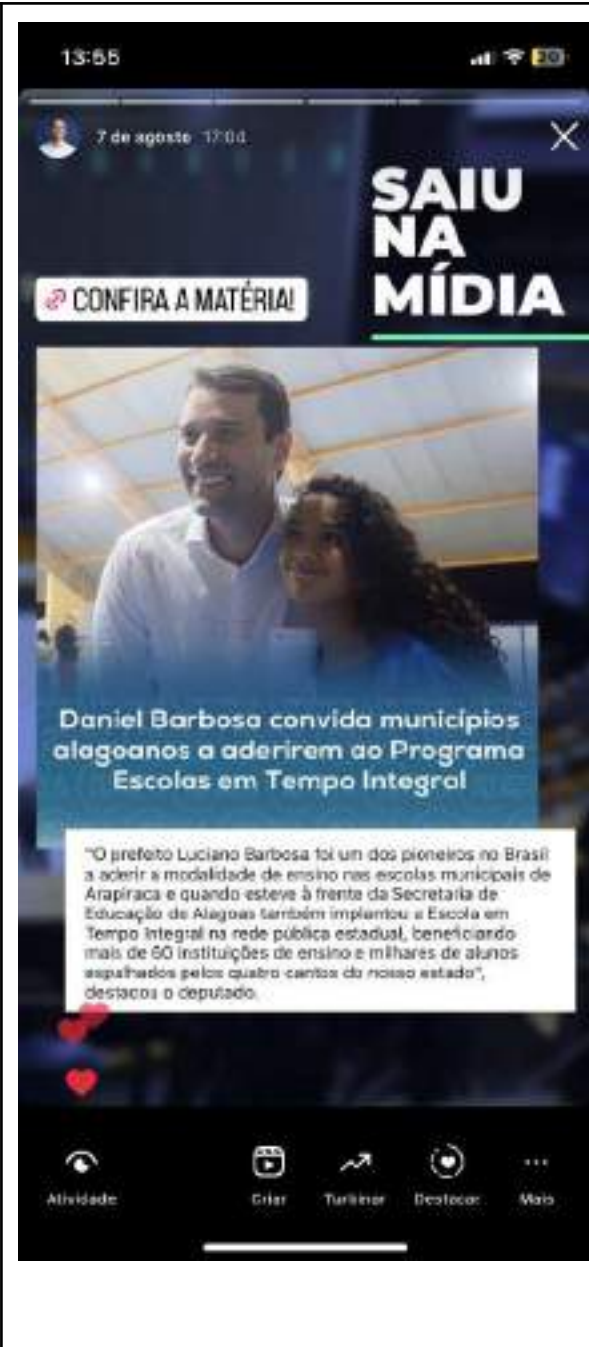 13:55
7 de agosto 17:04
SAIU
NA
MÍDIA
CONFIRA A MATÉRIA!
Daniel Barbosa convida municípios
alagoanos a aderirem ao Programa
Escolas em Tempo Integral
"O prefeito Luciano Barbosa foi um dos pioneiros no Brasil
a aderir a modalidade de ensino nas escolas municipais de
Arapiraca e quando esteve à frente da Secretaria de
Educação de Alagoas também implantou a Escola em
Tempo Integral na rede pública estadual, beneficiando
mais de 60 instituições de ensino e milhares de alunos
espalhados pelos quatro cantos do nosso estado",
destacou o deputado.
Atividade Criar Turbinar Destacar Mais